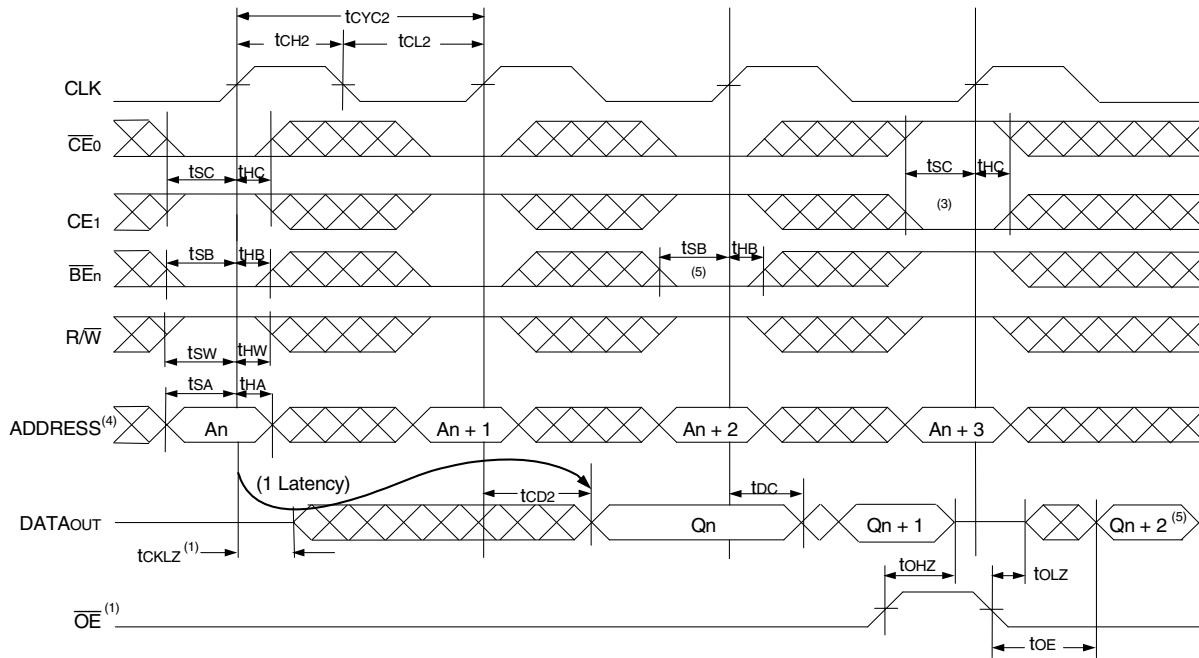 tCYC2
tCH2 tCL2
CLK
CE0
tSC tHC tSC tHC
CE1 (3)
tSB tHB tSB tHB
BEn (5)
R/W
tSW tHW
tSA tHA
ADDRESS(4) An An + 1 An + 2 An + 3
(1 Latency) tCD2 tDC
DATAOUT Qn Qn + 1 Qn + 2 (5)
tCKLZ (1) tOHZ tOLZ
OE (1)
tOE